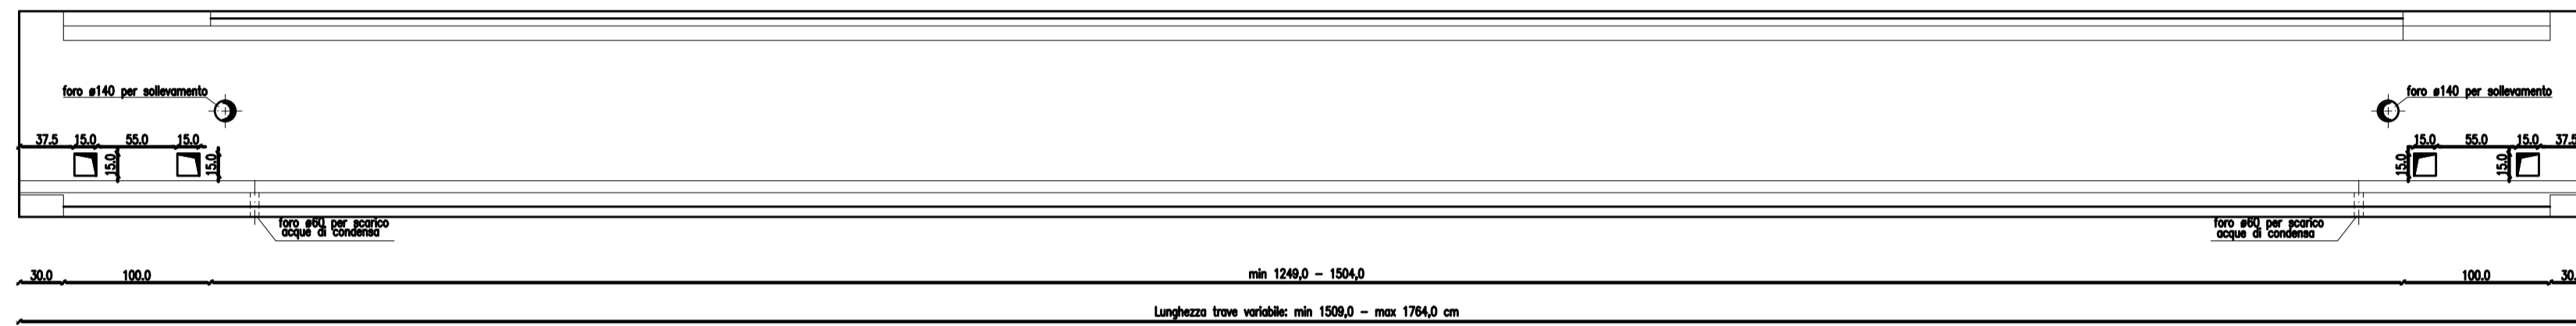 foro ø140 per sollevamento
foro ø140 per sollevamento
37.5 15.0 55.0 15.0
15.0 55.0 15.0 37.5
15.0
15.0
15.0
15.0
foro ø60 per scarico
acque di condensa
foro ø60 per scarico
acque di condensa
30.0 100.0 min 1249,0 - 1504,0 100.0 30.
Lunghezza trave variabile: min 1509,0 - max 1764,0 cm